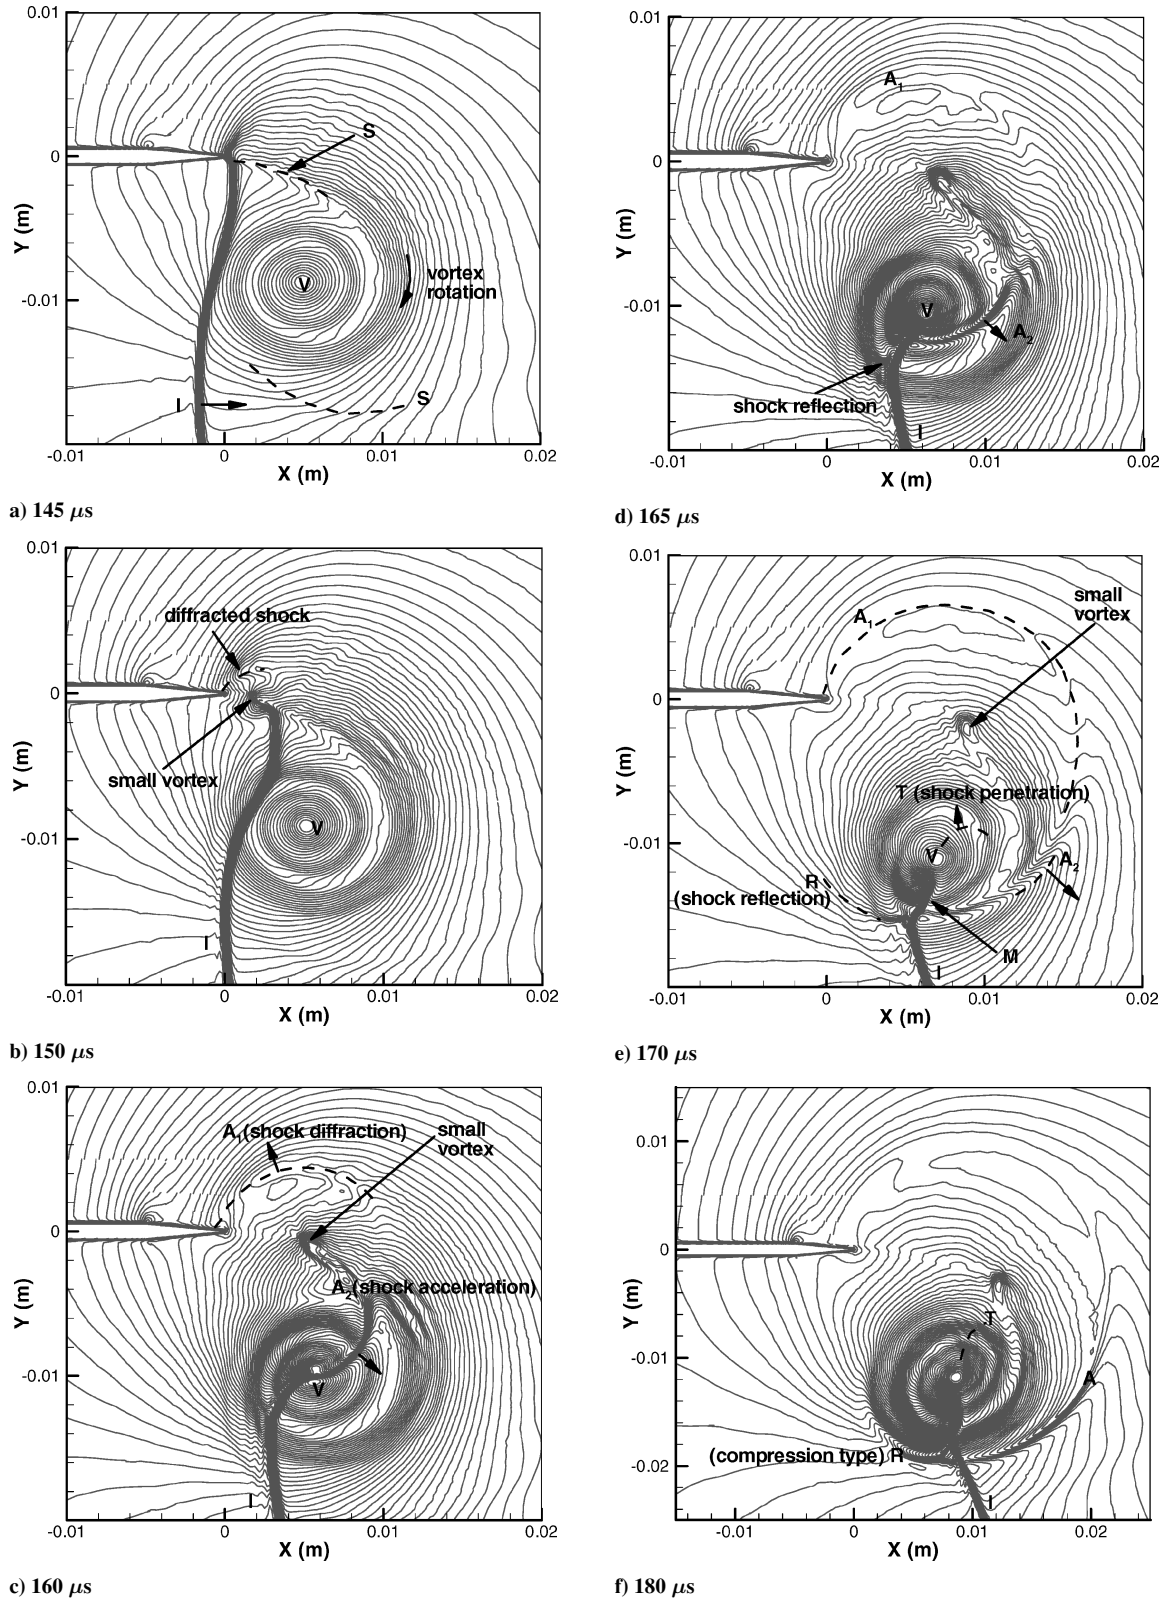 0.01
0
-0.01
Y (m)
S
V
vortex
rotation
I
S
-0.01
0
0.01
0.02
X (m)
a) 145 μs
0.01
0
-0.01
Y (m)
diffracted shock
small vortex
V
I
-0.01
0
0.01
0.02
X (m)
b) 150 μs
0.01
0
-0.01
Y (m)
A1(shock diffraction)
small
vortex
A2(shock acceleration)
V
I
-0.01
0
0.01
0.02
X (m)
c) 160 μs
0.01
0
-0.01
Y (m)
A1
V
A2
shock reflection
I
-0.01
0
0.01
0.02
X (m)
d) 165 μs
0.01
0
-0.01
Y (m)
A1
small
vortex
T (shock penetration)
V
A2
R
(shock reflection)
M
I
-0.01
0
0.01
0.02
X (m)
e) 170 μs
0.01
0
-0.01
-0.02
Y (m)
T
A
(compression type) R
I
-0.01
0
0.01
0.02
X (m)
f) 180 μs